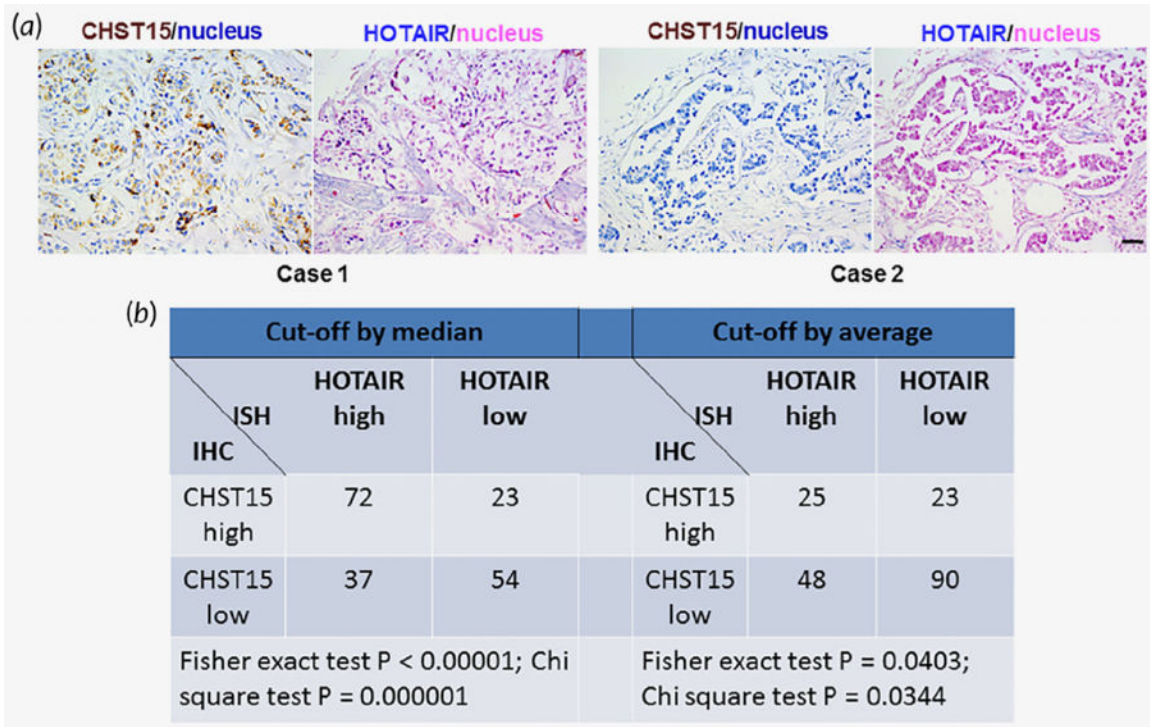 (a)
CHST15/nucleus
HOTAIR/nucleus
CHST15/nucleus
HOTAIR/nucleus
Case 1
Case 2
(b)
Cut-off by median
Cut-off by average
ISH
IHC
HOTAIR
high
HOTAIR
low
ISH
IHC
HOTAIR
high
HOTAIR
low
CHST15
high
72
23
CHST15
high
25
23
CHST15
low
37
54
CHST15
low
48
90
Fisher exact test P < 0.00001; Chi
square test P = 0.000001
Fisher exact test P = 0.0403;
Chi square test P = 0.0344